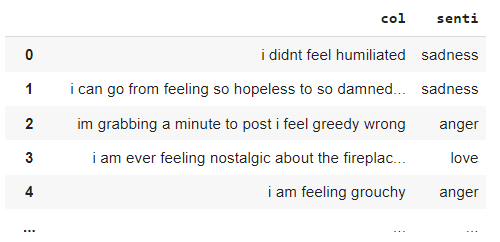 col senti
0 i didnt feel humiliated sadness
1 i can go from feeling so hopeless to so damned... sadness
2 im grabbing a minute to post i feel greedy wrong anger
3 i am ever feeling nostalgic about the fireplac... love
4 i am feeling grouchy anger
... ... ...